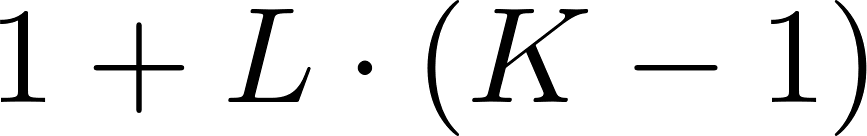 1 + L · (K − 1)